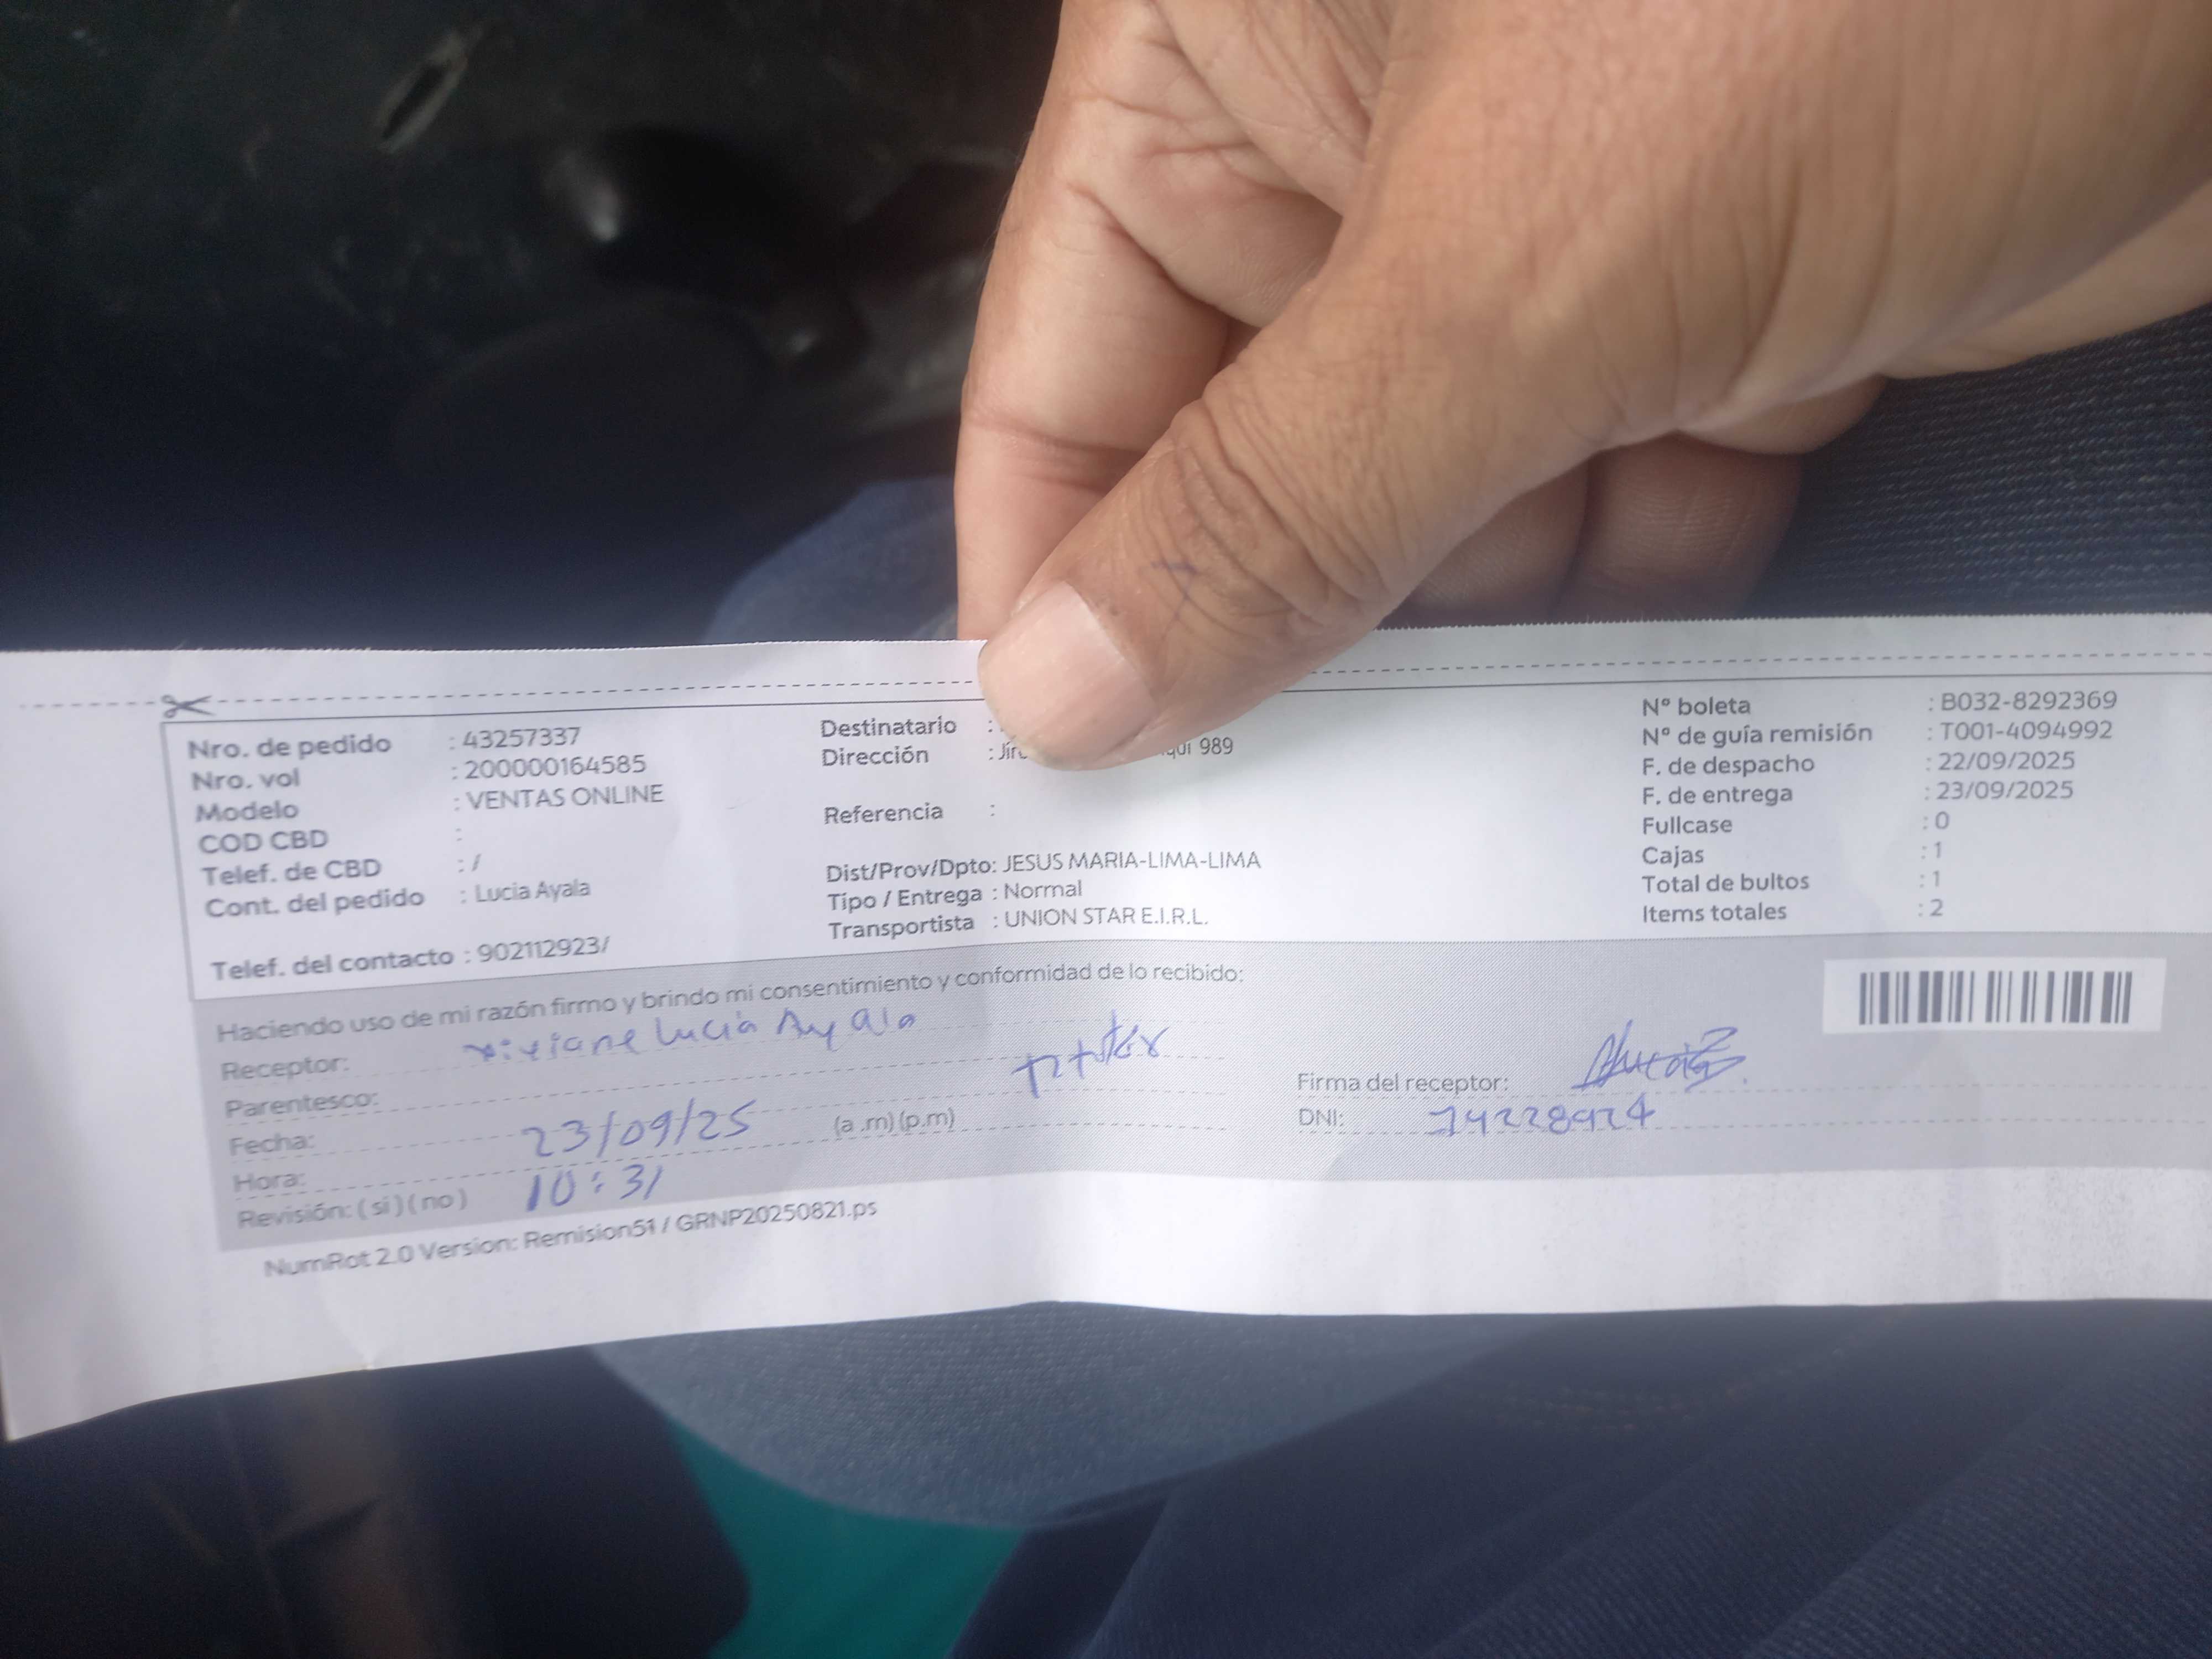 Nro. de pedido : 43257337
Nro. vol : 200000164585
Modelo : VENTAS ONLINE
COD CBD :
Telef. de CBD : /
Cont. del pedido : Lucia Ayala
Telef. del contacto : 902112923/
Destinatario :
Dirección : 989
Referencia :
Dist/Prov/Dpto: JESUS MARIA-LIMA-LIMA
Tipo / Entrega : Normal
Transportista : UNION STAR E.I.R.L.
Nº boleta : B032-8292369
Nº de guía remisión : T001-4094992
F. de despacho : 22/09/2025
F. de entrega : 23/09/2025
Fullcase : 0
Cajas : 1
Total de bultos : 1
Items totales : 2
Haciendo uso de mi razón firmo y brindo mi consentimiento y conformidad de lo recibido:
Receptor: Lucia Ayala
Parentesco:
Fecha: 23/09/25 (a .m) (p.m)
Hora: 10:31
Revisión: ( si ) ( no )
Firma del receptor:
DNI:
NumRot 2.0 Version: Remision51 / GRNP20250821.ps